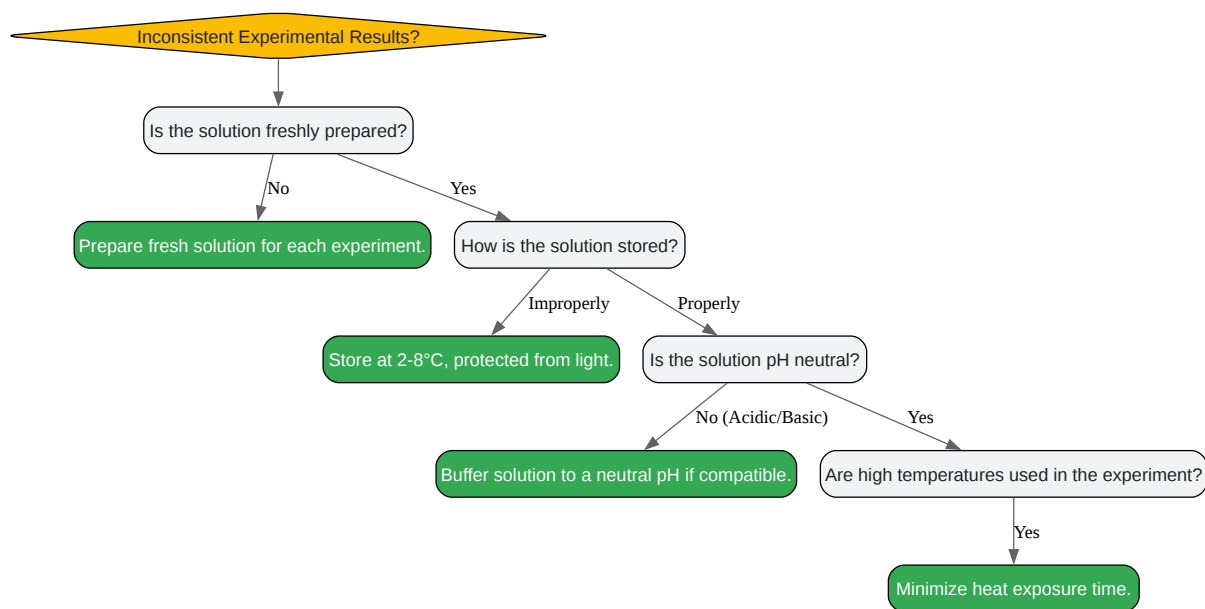 Inconsistent Experimental Results?
Is the solution freshly prepared?
No
Yes
Prepare fresh solution for each experiment.
How is the solution stored?
Improperly
Properly
Store at 2-8°C, protected from light.
Is the solution pH neutral?
No (Acidic/Basic)
Yes
Buffer solution to a neutral pH if compatible.
Are high temperatures used in the experiment?
Yes
Minimize heat exposure time.